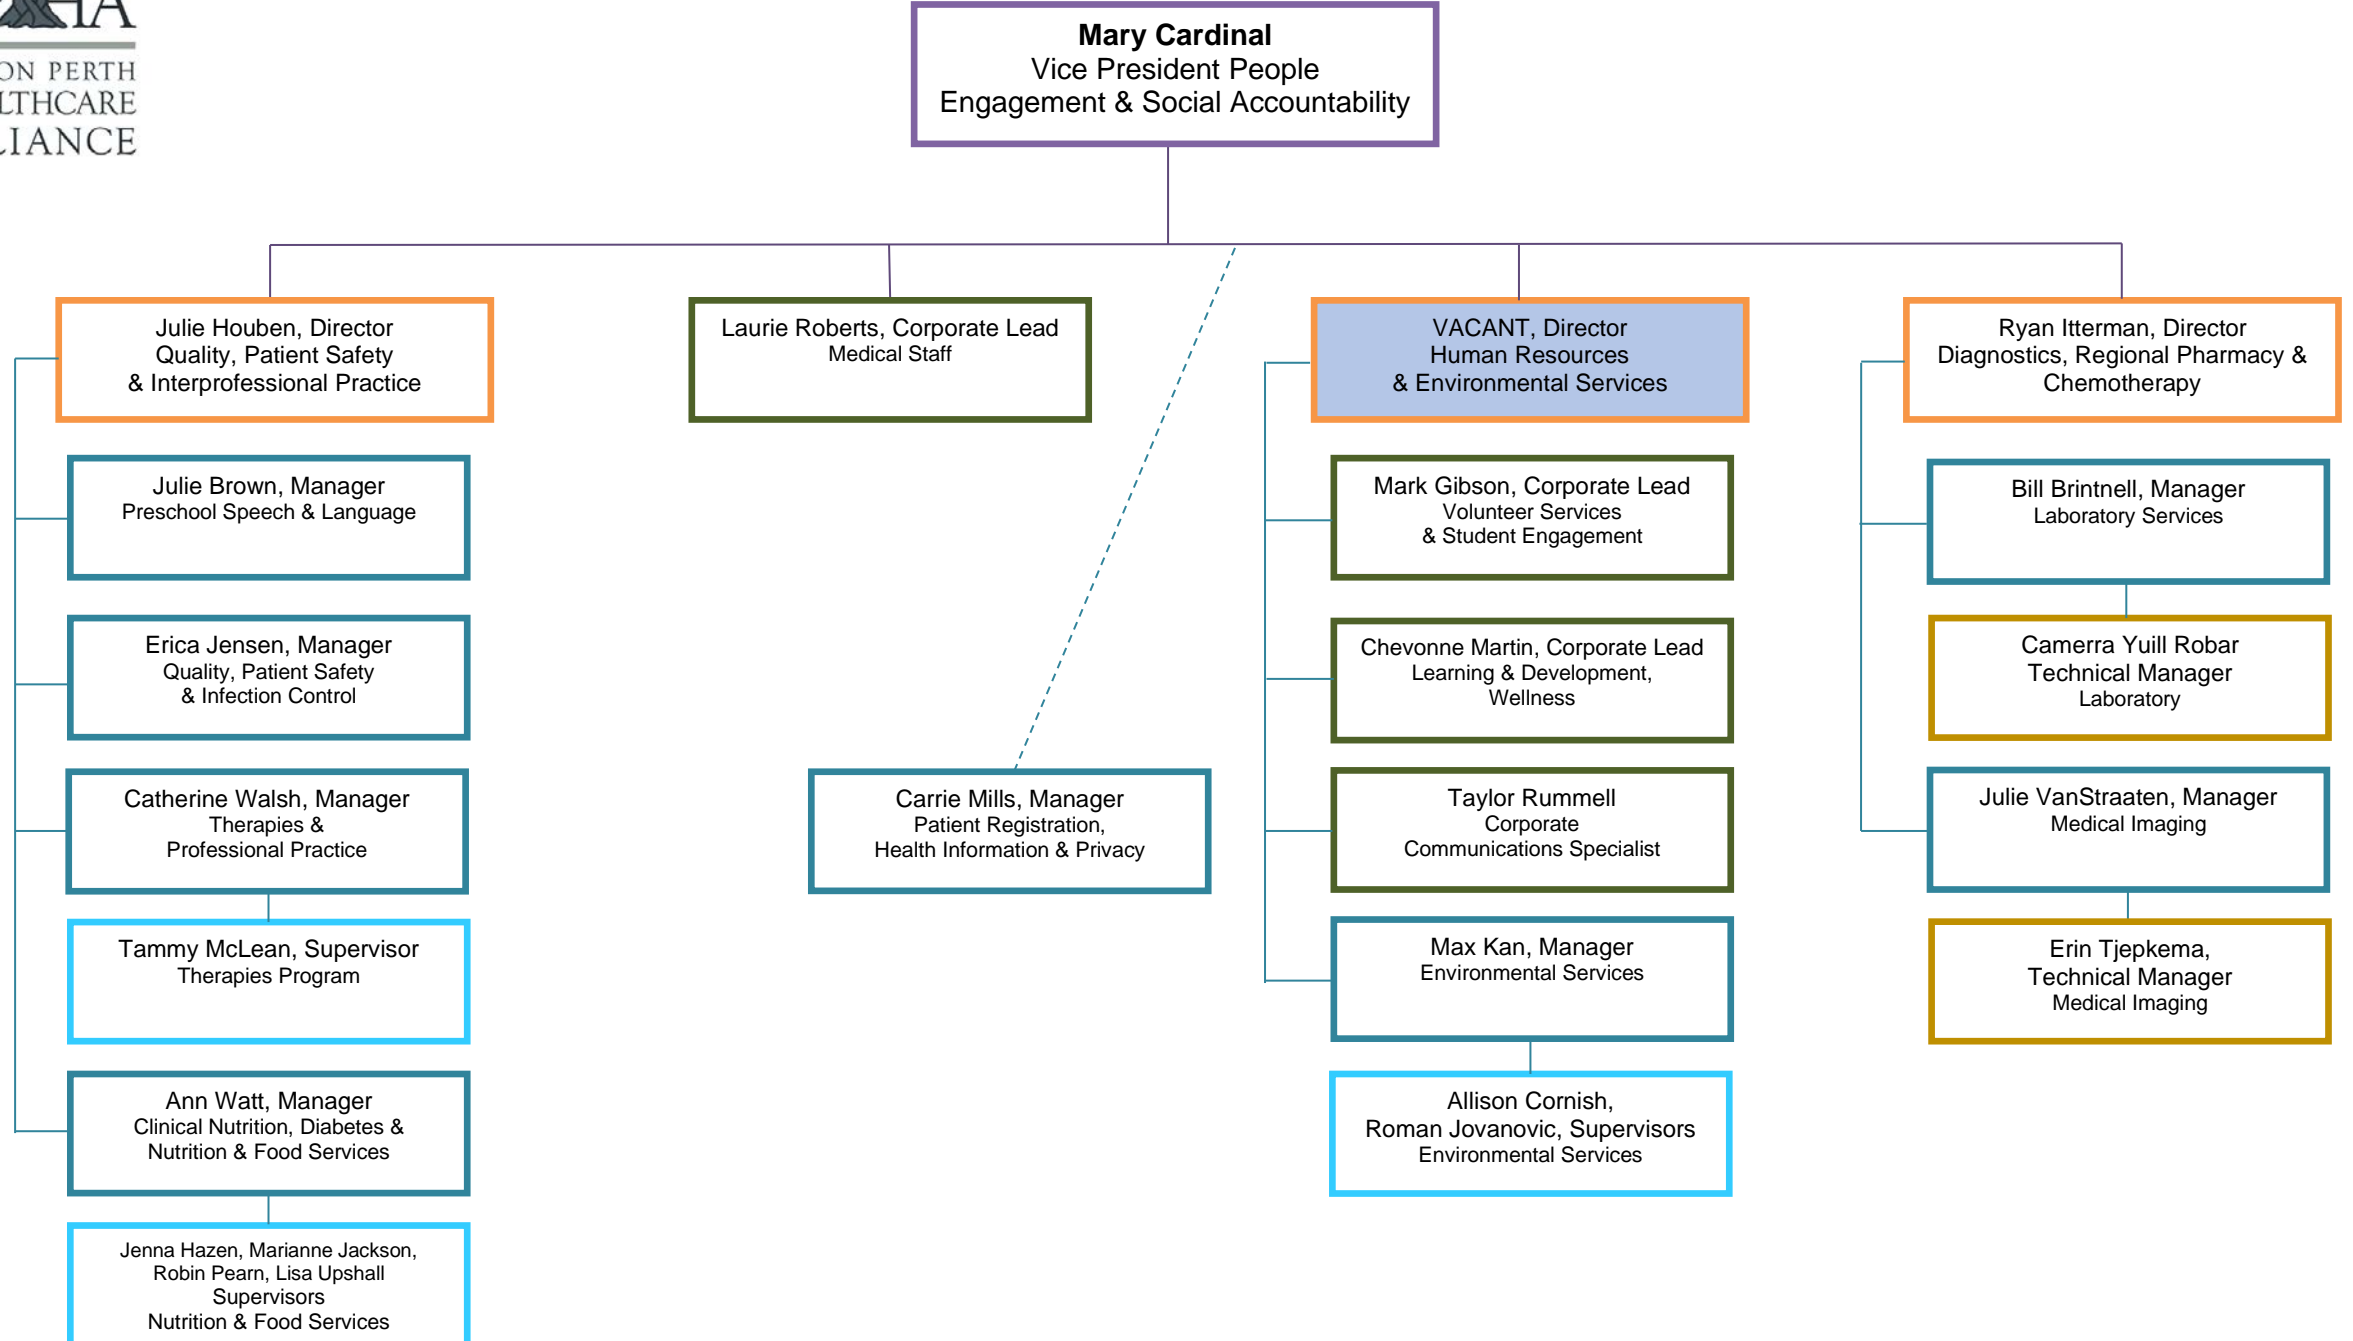 HA
ON PERTH
LTHCARE
LIANCE
Mary Cardinal
Vice President People
Engagement & Social Accountability
Julie Houben, Director
Quality, Patient Safety
& Interprofessional Practice
Julie Brown, Manager
Preschool Speech & Language
Erica Jensen, Manager
Quality, Patient Safety
& Infection Control
Catherine Walsh, Manager
Therapies &
Professional Practice
Tammy McLean, Supervisor
Therapies Program
Ann Watt, Manager
Clinical Nutrition, Diabetes &
Nutrition & Food Services
Jenna Hazen, Marianne Jackson,
Robin Pearn, Lisa Upshall
Supervisors
Nutrition & Food Services
Laurie Roberts, Corporate Lead
Medical Staff
Carrie Mills, Manager
Patient Registration,
Health Information & Privacy
VACANT, Director
Human Resources
& Environmental Services
Mark Gibson, Corporate Lead
Volunteer Services
& Student Engagement
Chevonne Martin, Corporate Lead
Learning & Development,
Wellness
Taylor Rummell
Corporate
Communications Specialist
Max Kan, Manager
Environmental Services
Allison Cornish,
Roman Jovanovic, Supervisors
Environmental Services
Ryan Itterman, Director
Diagnostics, Regional Pharmacy &
Chemotherapy
Bill Brintnell, Manager
Laboratory Services
Camerra Yuill Robar
Technical Manager
Laboratory
Julie VanStraaten, Manager
Medical Imaging
Erin Tjepkema,
Technical Manager
Medical Imaging